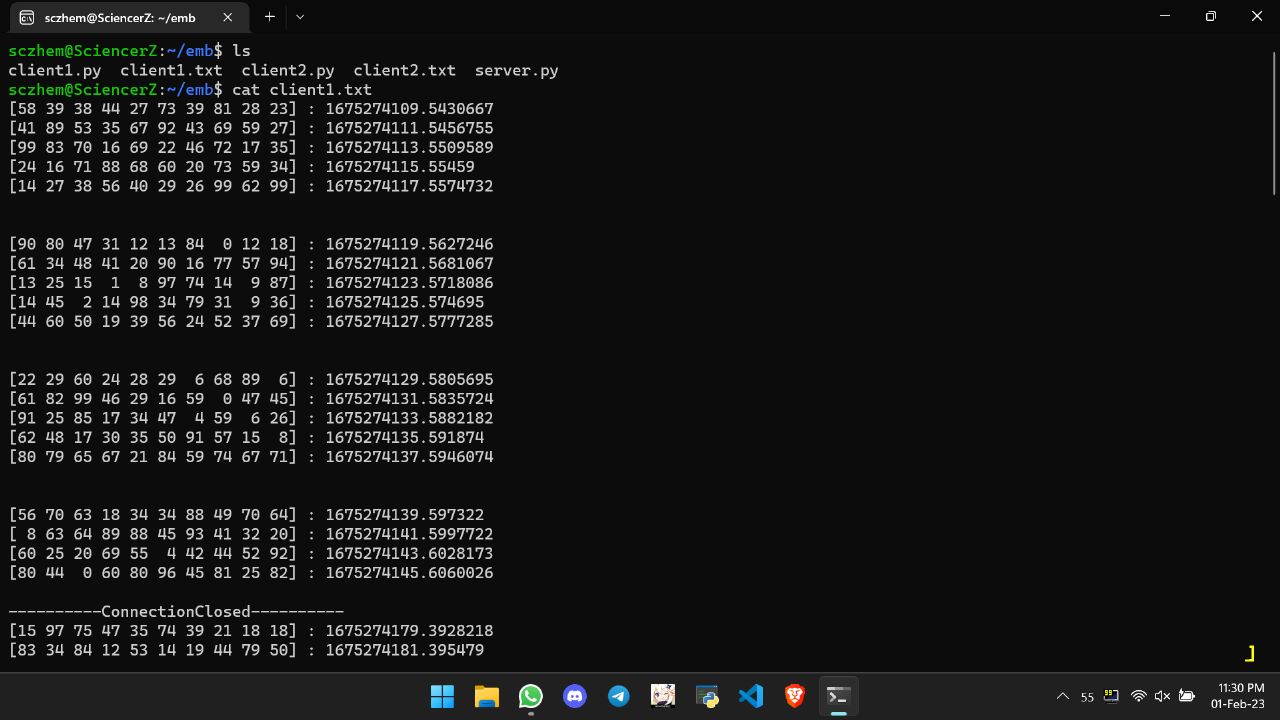 sczhem@SciencerZ: ~/emb
sczhem@SciencerZ:~/emb$ ls
client1.py  client1.txt  client2.py  client2.txt  server.py
sczhem@SciencerZ:~/emb$ cat client1.txt
[58 39 38 44 27 73 39 81 28 23] : 1675274109.5430667
[41 89 53 35 67 92 43 69 59 27] : 1675274111.5456755
[99 83 70 16 69 22 46 72 17 35] : 1675274113.5509589
[24 16 71 88 68 60 20 73 59 34] : 1675274115.55459
[14 27 38 56 40 29 26 99 62 99] : 1675274117.5574732
[90 80 47 31 12 13 84  0 12 18] : 1675274119.5627246
[61 34 48 41 20 90 16 77 57 94] : 1675274121.5681067
[13 25 15  1  8 97 74 14  9 87] : 1675274123.5718086
[14 45  2 14 98 34 79 31  9 36] : 1675274125.574695
[44 60 50 19 39 56 24 52 37 69] : 1675274127.5777285
[22 29 60 24 28 29  6 68 89  6] : 1675274129.5805695
[61 82 99 46 29 16 59  0 47 45] : 1675274131.5835724
[91 25 85 17 34 47  4 59  6 26] : 1675274133.5882182
[62 48 17 30 35 50 91 57 15  8] : 1675274135.591874
[80 79 65 67 21 84 59 74 67 71] : 1675274137.5946074
[56 70 63 18 34 34 88 49 70 64] : 1675274139.597322
[ 8 63 64 89 88 45 93 41 32 20] : 1675274141.5997722
[60 25 20 69 55  4 42 44 52 92] : 1675274143.6028173
[80 44  0 60 80 96 45 81 25 82] : 1675274145.6060026
----------ConnectionClosed----------
[15 97 75 47 35 74 39 21 18 18] : 1675274179.3928218
[83 34 84 12 53 14 19 44 79 50] : 1675274181.395479
55
11:30 PM
01-Feb-23